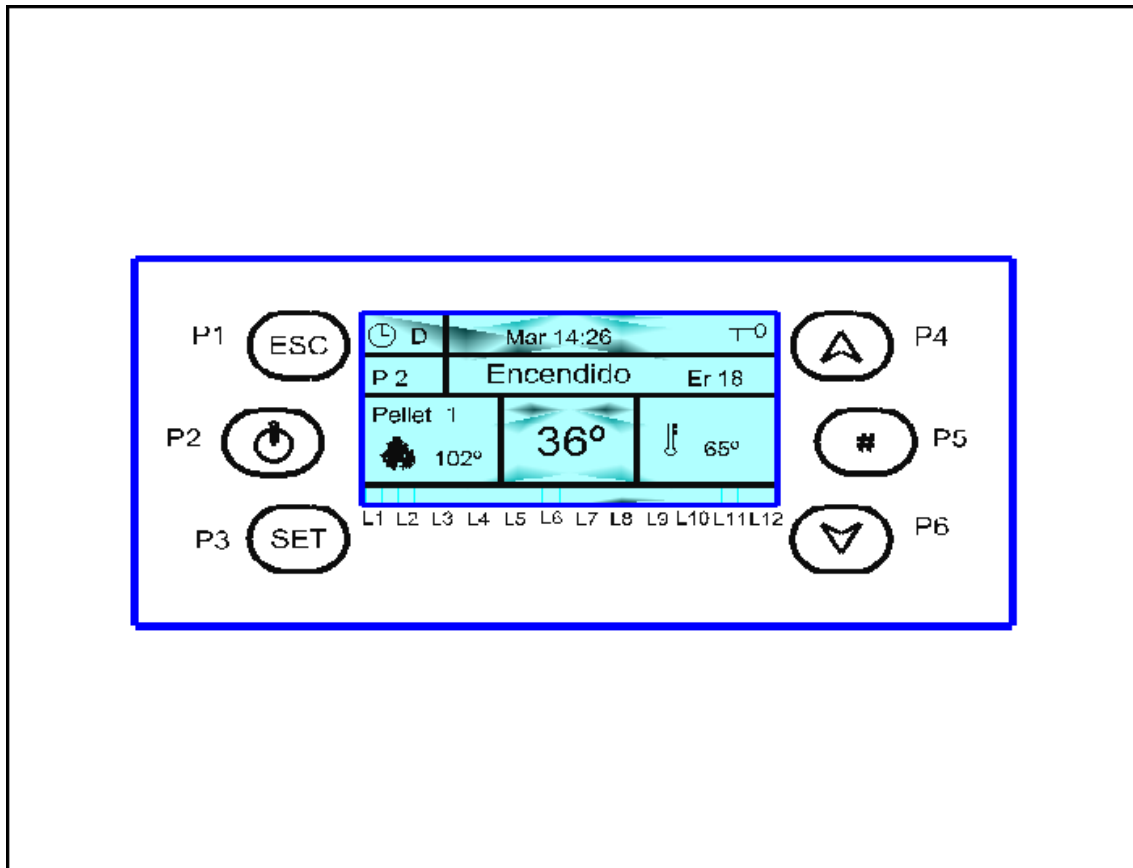 P1 ESC D Mar 14:26 P4
P 2 Encendido Er 18
Pellet 1
P2 102º 36º 65º # P5
L1 L2 L3 L4 L5 L6 L7 L8 L9 L10 L11 L12
P3 SET P6